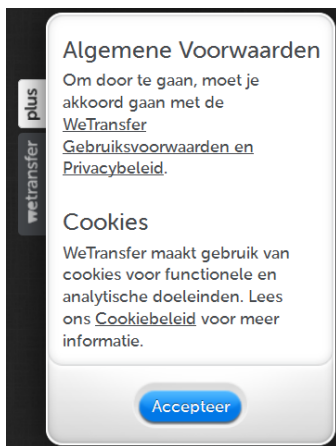 Algemene Voorwaarden
Om door te gaan, moet je
akkoord gaan met de
WeTransfer
Gebruiksvoorwaarden en
Privacybeleid.
Cookies
WeTransfer maakt gebruik van
cookies voor functionele en
analytische doeleinden. Lees
ons Cookiebeleid voor meer
informatie.
Accepteer
plus
wetransfer